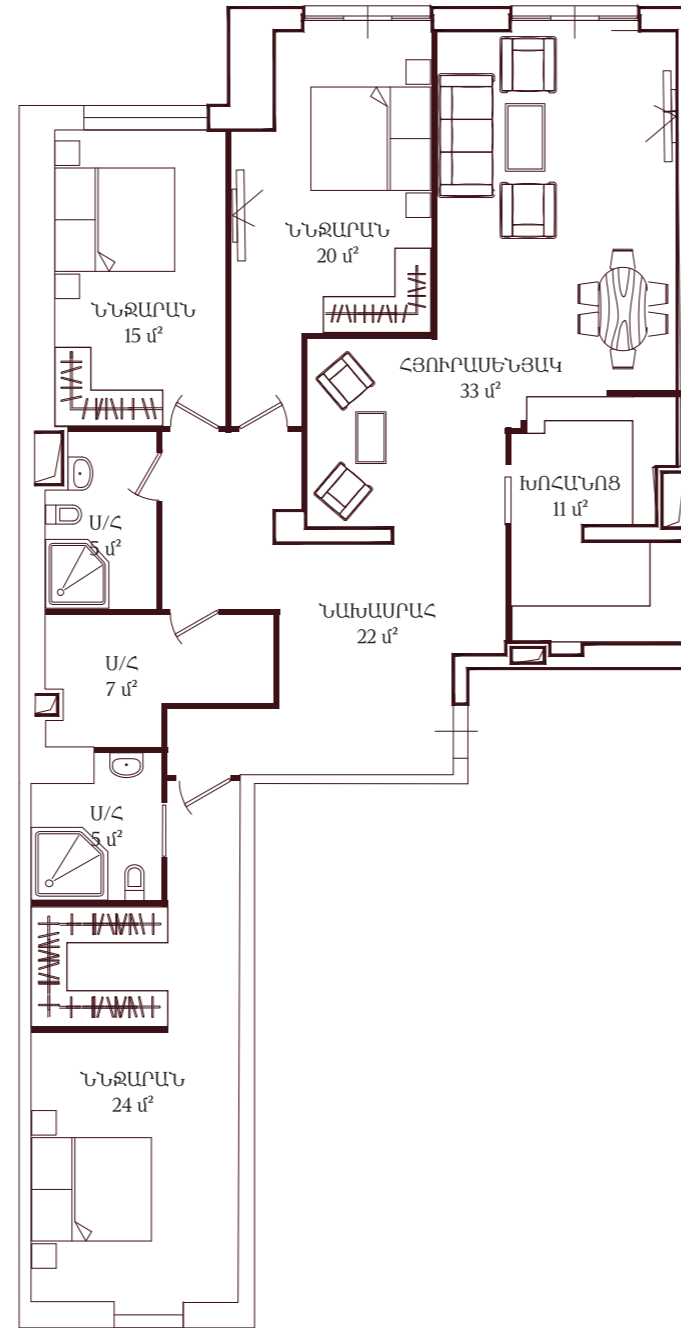 ՆՆՋԱՐԱՆ
20 մ²
ՆՆՋԱՐԱՆ
15 մ²
ՀՅՈՒՐԱՍԵՆՅԱԿ
33 մ²
ԽՈՀԱՆՈՑ
11 մ²
Ս/Հ
5 մ²
ՆԱԽԱՍՐԱՀ
22 մ²
Ս/Հ
7 մ²
Ս/Հ
5 մ²
ՆՆՋԱՐԱՆ
24 մ²